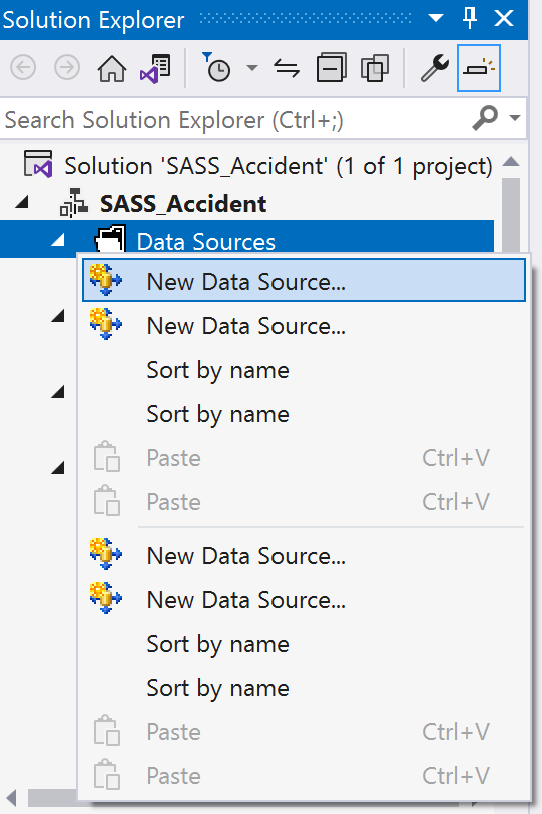 Solution Explorer
Search Solution Explorer (Ctrl+;)
Solution 'SASS_Accident' (1 of 1 project)
SASS_Accident
Data Sources
New Data Source...
New Data Source...
Sort by name
Sort by name
Paste Ctrl+V
Paste Ctrl+V
New Data Source...
New Data Source...
Sort by name
Sort by name
Paste Ctrl+V
Paste Ctrl+V